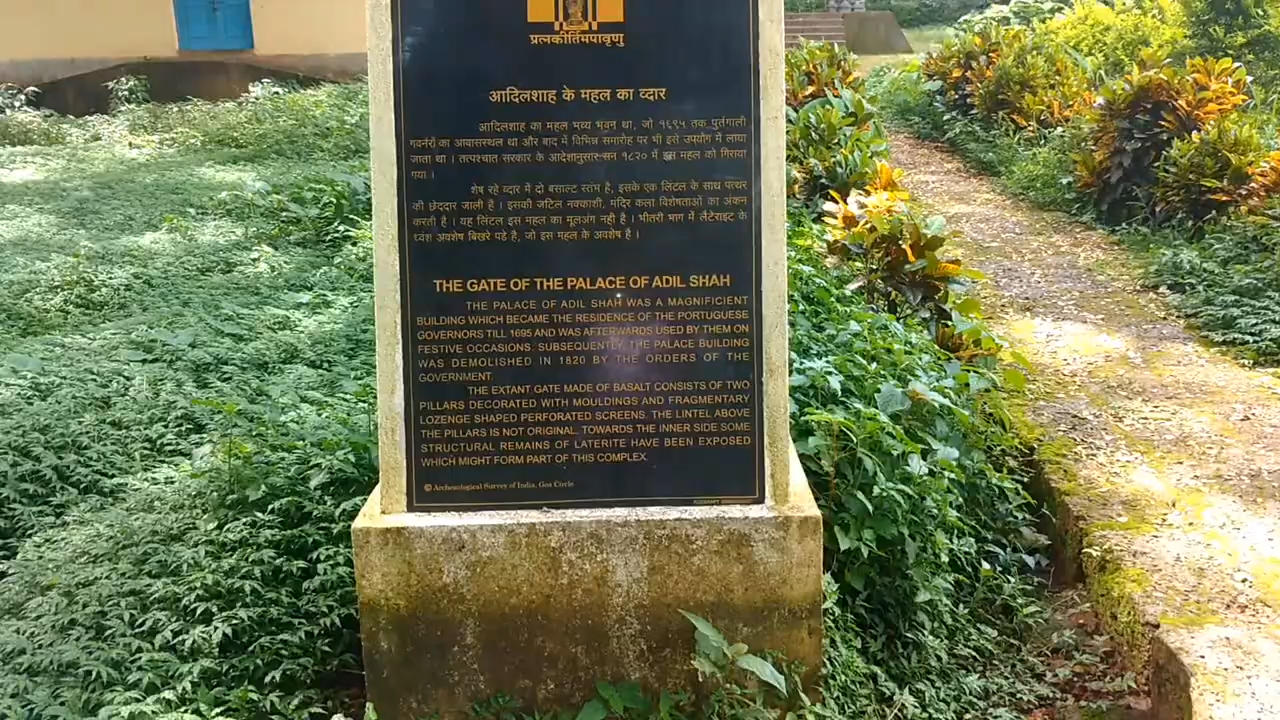 प्रत्नकीर्तिमपावृणु
आदिलशाह के महल का व्दार
आदिलशाह का महल भव्य भवन था, जो १६९५ तक पुर्तगाली
गवर्नरों का आवासस्थल था और बाद में विभिन्न समारोह पर भी इसे उपयोग में लाया
जाता था । तत्पश्चात सरकार के आदेशानुसार सन १८२० में इस महल को गिराया
गया ।
शेष रहे व्दार में दो बसाल्ट स्तंभ है, इसके एक लिंटल के साथ पत्थर
की छेददार जाली है । इसकी जटिल नक्काशी, मंदिर कला विशेषताओं का अंकन
करती है । यह लिंटल इस महल का मूलअंग नही है । भीतरी भाग में लैटेराइट के
ध्वंश अवशेष बिखरे पडे है, जो इस महल के अवशेष है ।
THE GATE OF THE PALACE OF ADIL SHAH
THE PALACE OF ADIL SHAH WAS A MAGNIFICIENT
BUILDING WHICH BECAME THE RESIDENCE OF THE PORTUGUESE
GOVERNORS TILL 1695 AND WAS AFTERWARDS USED BY THEM ON
FESTIVE OCCASIONS. SUBSEQUENTLY, THE PALACE BUILDING
WAS DEMOLISHED IN 1820 BY THE ORDERS OF THE
GOVERNMENT.
THE EXTANT GATE MADE OF BASALT CONSISTS OF TWO
PILLARS DECORATED WITH MOULDINGS AND FRAGMENTARY
LOZENGE SHAPED PERFORATED SCREENS. THE LINTEL ABOVE
THE PILLARS IS NOT ORIGINAL. TOWARDS THE INNER SIDE SOME
STRUCTURAL REMAINS OF LATERITE HAVE BEEN EXPOSED
WHICH MIGHT FORM PART OF THIS COMPLEX.
© Archeological Survey of India, Goa Circle